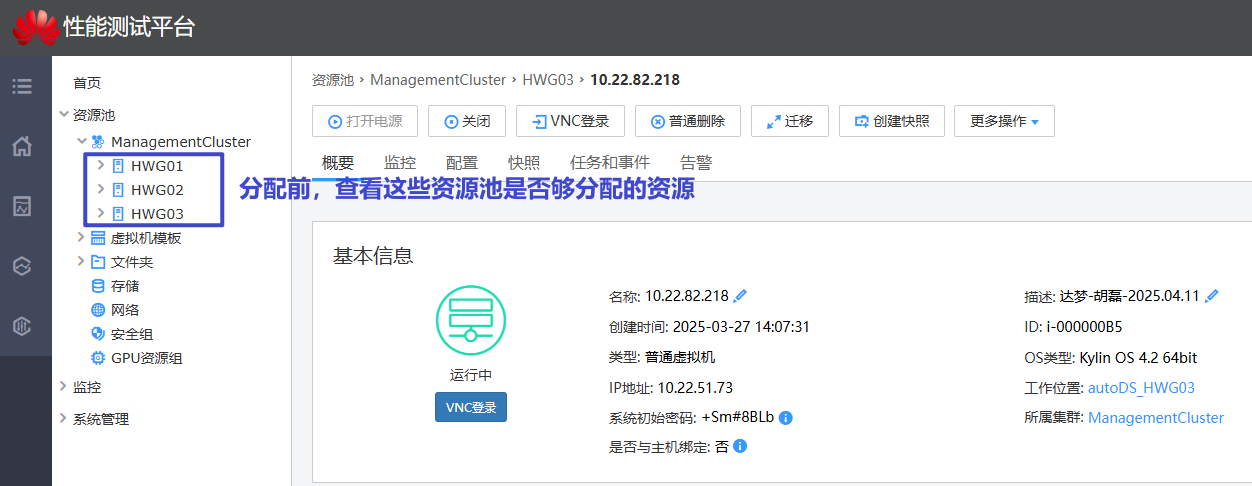 性能测试平台
首页
资源池
ManagementCluster
HWG01
HWG02
HWG03
虚拟机模板
文件夹
存储
网络
安全组
GPU资源组
监控
系统管理
资源池 › ManagementCluster › HWG03 › 10.22.82.218
打开电源 关闭 VNC登录 普通删除 迁移 创建快照 更多操作
概要 监控 配置 快照 任务和事件 告警
分配前，查看这些资源池是否够分配的资源
基本信息
运行中
VNC登录
名称: 10.22.82.218
创建时间: 2025-03-27 14:07:31
类型: 普通虚拟机
IP地址: 10.22.51.73
系统初始密码: +Sm#8BLb
是否与主机绑定: 否
描述: 达梦-胡磊-2025.04.11
ID: i-000000B5
OS类型: Kylin OS 4.2 64bit
工作位置: autoDS_HWG03
所属集群: ManagementCluster